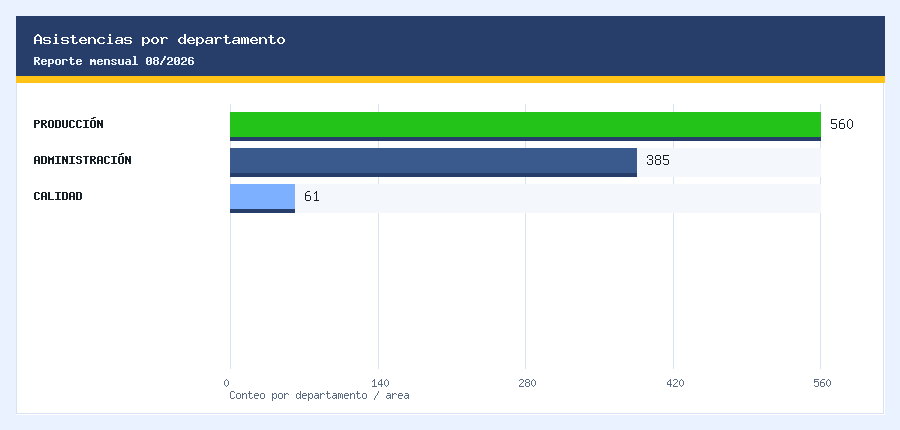 Asistencias por departamento
Reporte mensual 08/2026
PRODUCCIÓN 560
ADMINISTRACIÓN 385
CALIDAD 61
0 140 280 420 560
Conteo por departamento / area